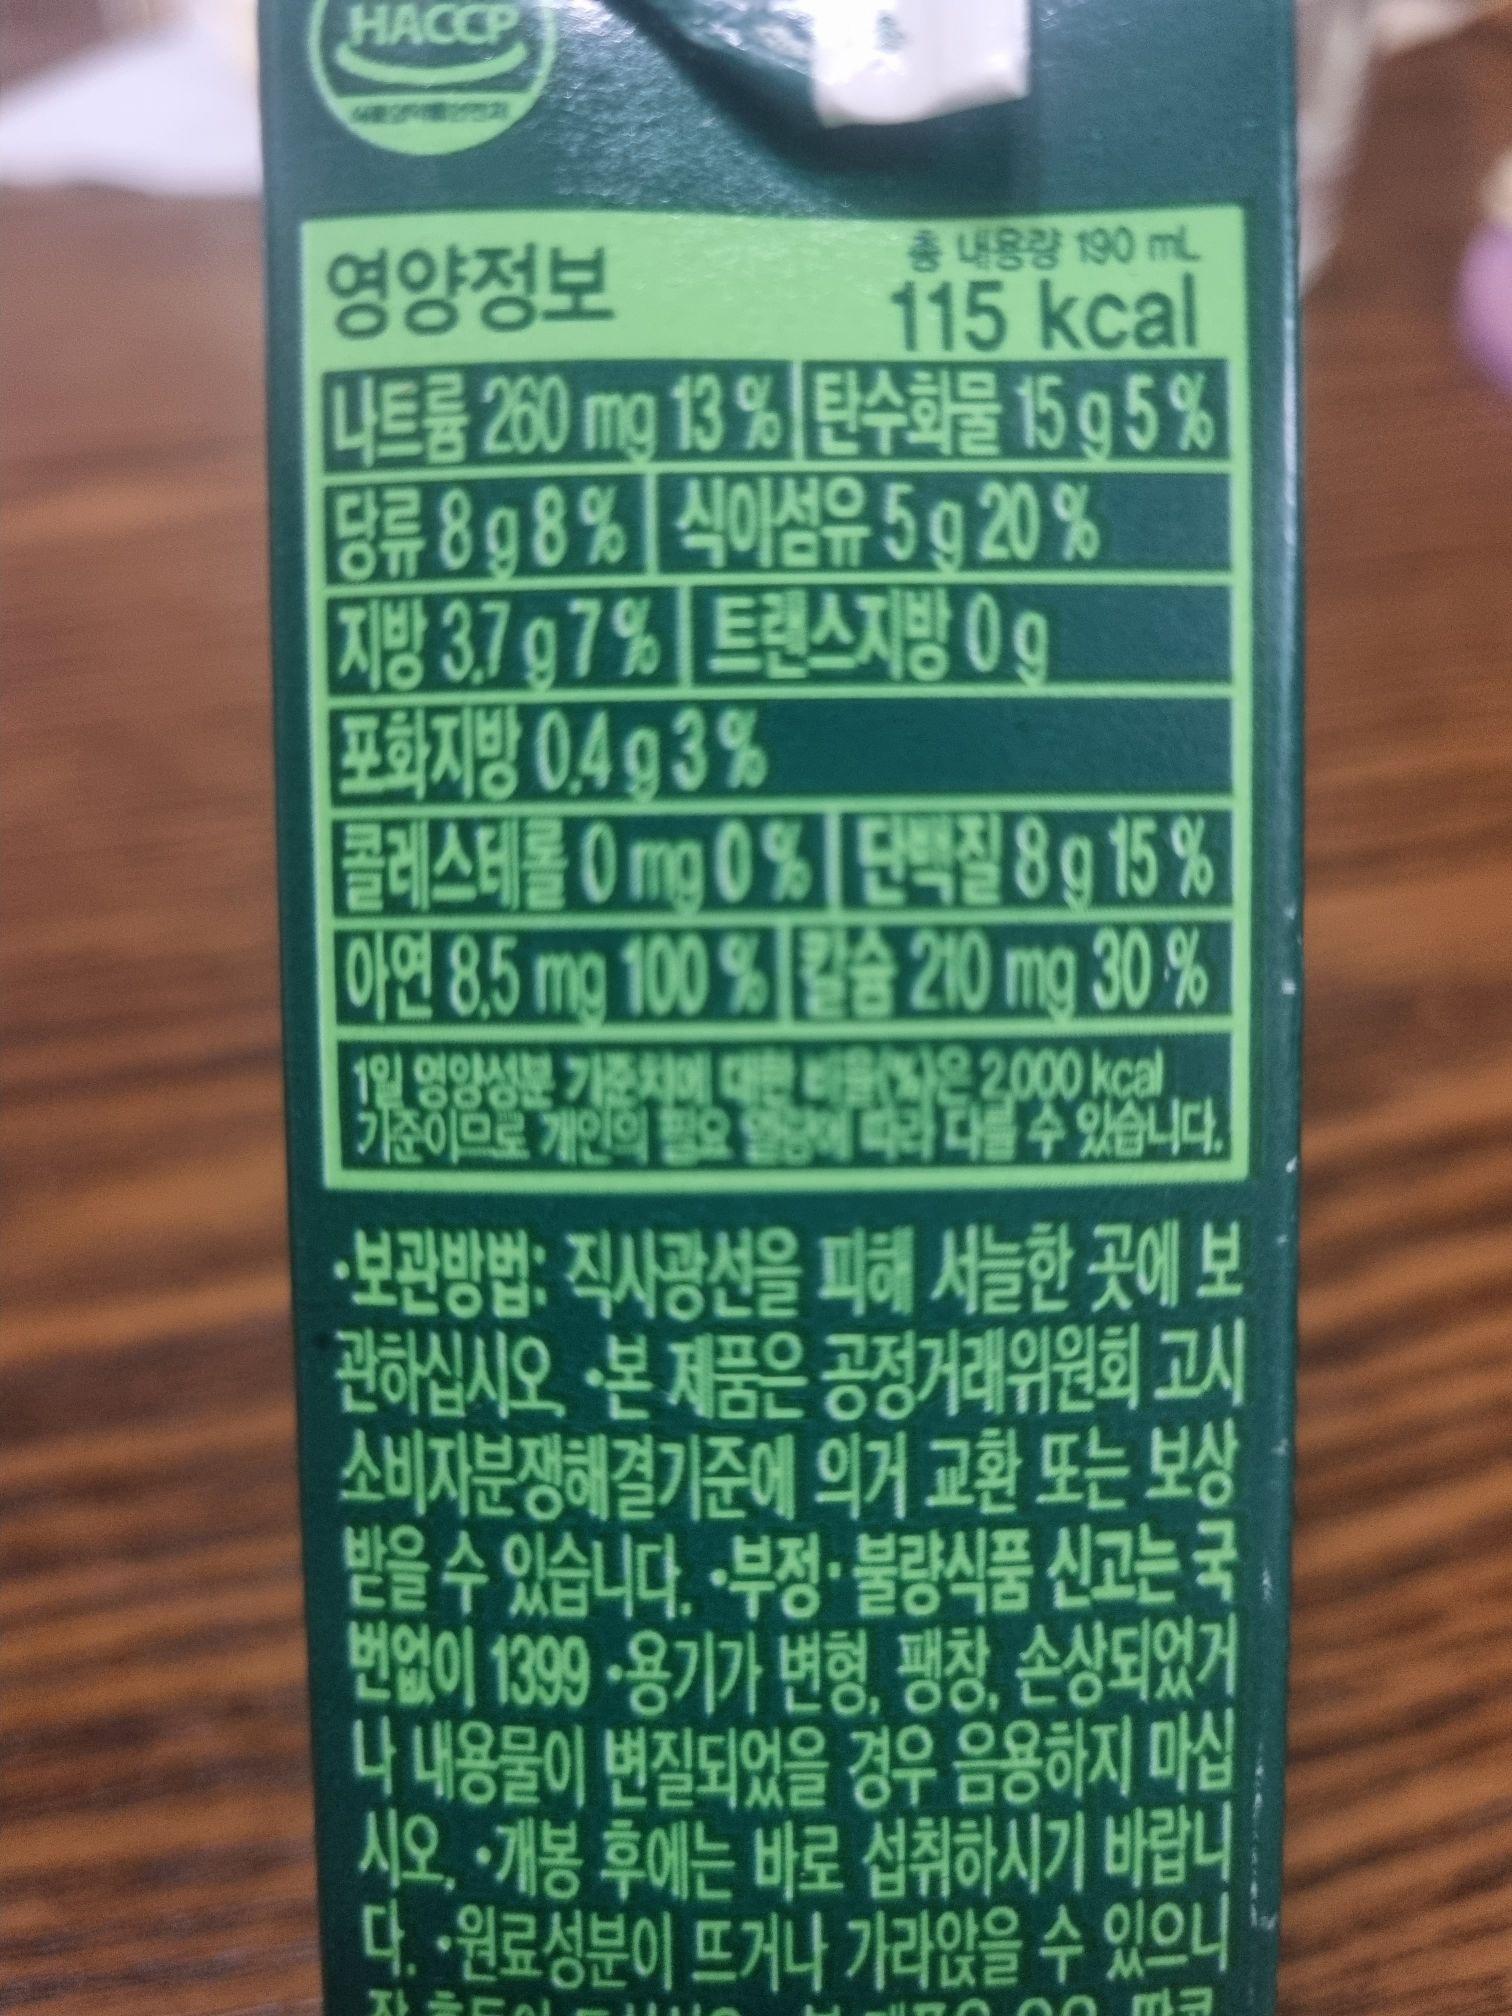 HACCP
총 내용량 190 mL
영양정보 115 kcal
나트륨 260 mg 13 % 탄수화물 15 g 5 %
당류 8 g 8 % 식이섬유 5 g 20 %
지방 3.7 g 7 % 트랜스지방 0 g
포화지방 0.4 g 3 %
콜레스테롤 0 mg 0 % 단백질 8 g 15 %
아연 8.5 mg 100 % 칼슘 210 mg 30 %
1일 영양성분 기준치에 대한 비율(%)은 2,000 kcal
기준이므로 개인의 필요 열량에 따라 다를 수 있습니다.
•보관방법: 직사광선을 피해 서늘한 곳에 보
관하십시오. •본 제품은 공정거래위원회 고시
소비자분쟁해결기준에 의거 교환 또는 보상
받을 수 있습니다. •부정·불량식품 신고는 국
번없이 1399 •용기가 변형, 팽창, 손상되었거
나 내용물이 변질되었을 경우 음용하지 마십
시오. •개봉 후에는 바로 섭취하시기 바랍니
다. •원료성분이 뜨거나 가라앉을 수 있으니